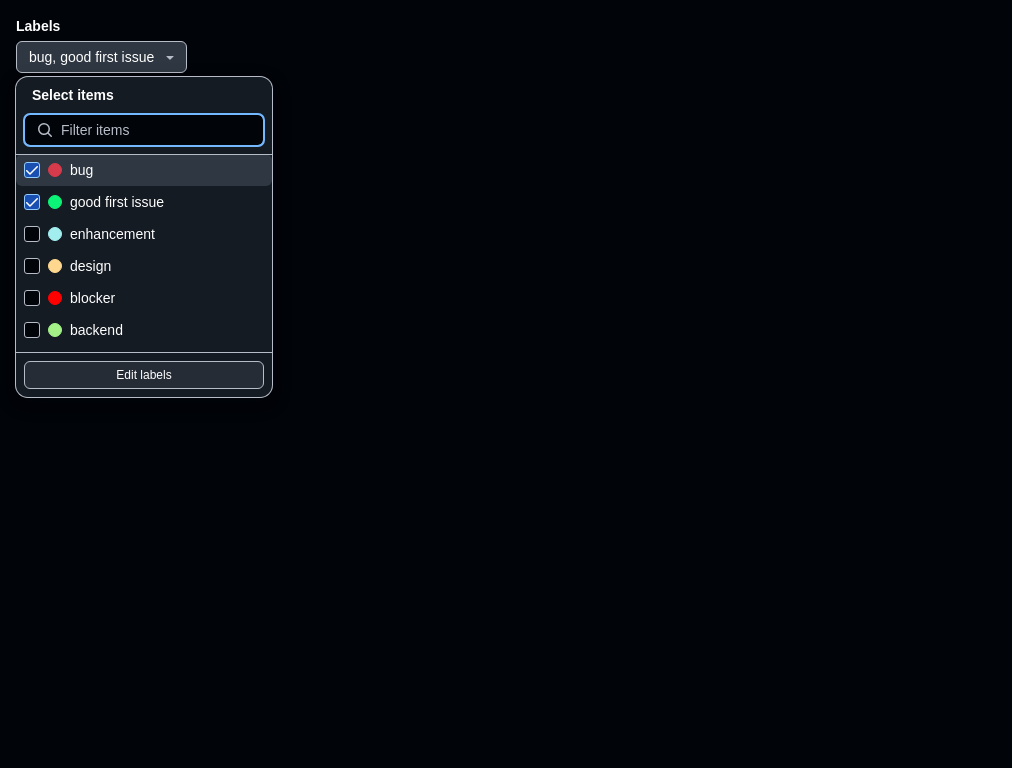 Labels
bug, good first issue
Select items
Filter items
bug
good first issue
enhancement
design
blocker
backend
Edit labels